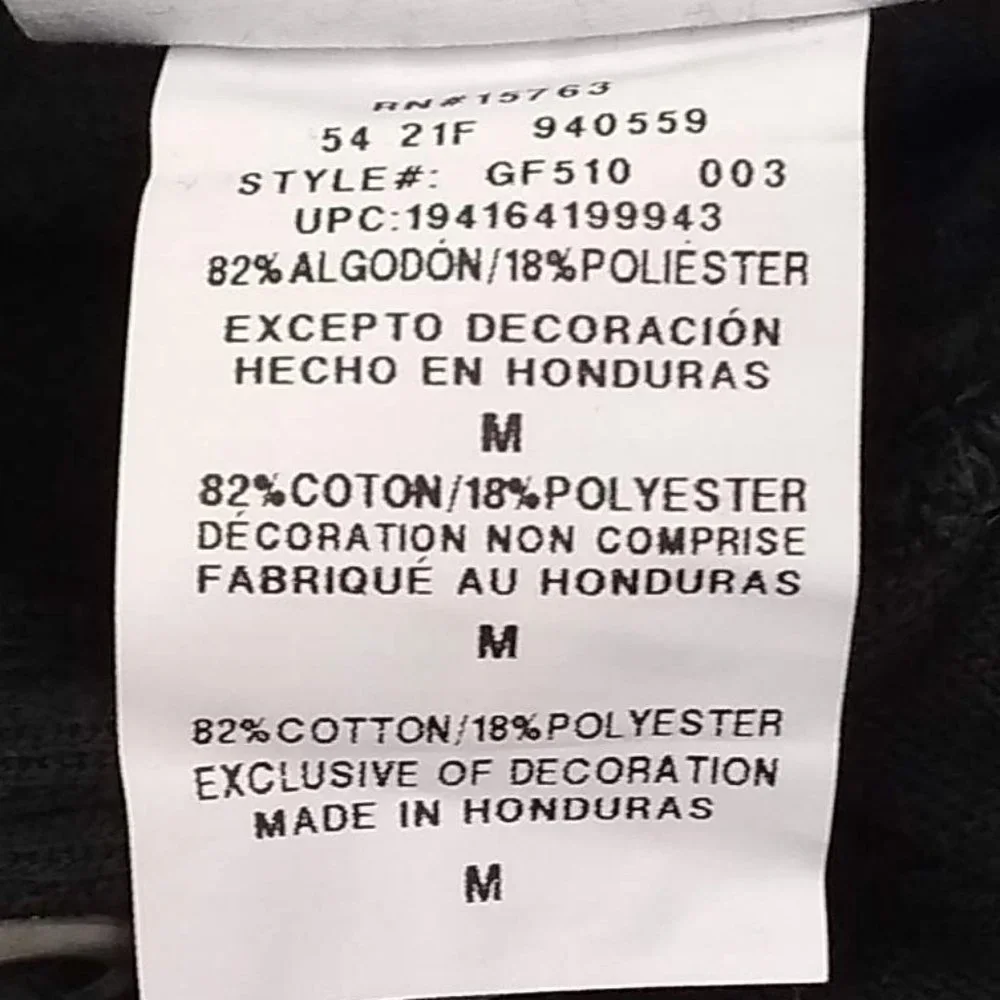 RN#15763
54 21F 940559
STYLE#: GF510 003
UPC:194164199943
82%ALGODÓN/18%POLIÉSTER
EXCEPTO DECORACIÓN
HECHO EN HONDURAS
M
82%COTON/18%POLYESTER
DÉCORATION NON COMPRISE
FABRIQUÉ AU HONDURAS
M
82%COTTON/18%POLYESTER
EXCLUSIVE OF DECORATION
MADE IN HONDURAS
M